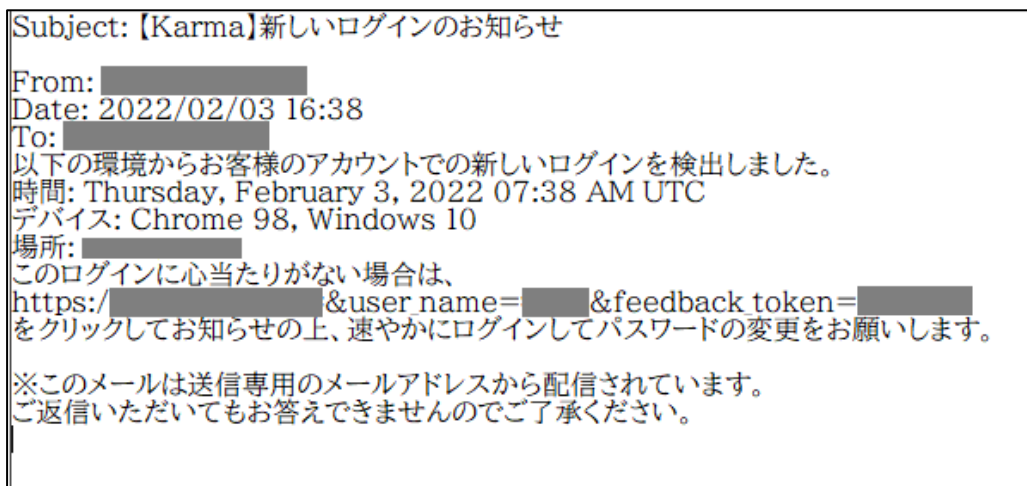 Subject: 【Karma】新しいログインのお知らせ
From:
Date: 2022/02/03 16:38
To:
以下の環境からお客様のアカウントでの新しいログインを検出しました。
時間: Thursday, February 3, 2022 07:38 AM UTC
デバイス: Chrome 98, Windows 10
場所:
このログインに心当たりがない場合は、
https:/ &user_name= &feedback_token=
をクリックしてお知らせの上、速やかにログインしてパスワードの変更をお願いします。
※このメールは送信専用のメールアドレスから配信されています。
ご返信いただいてもお答えできませんのでご了承ください。